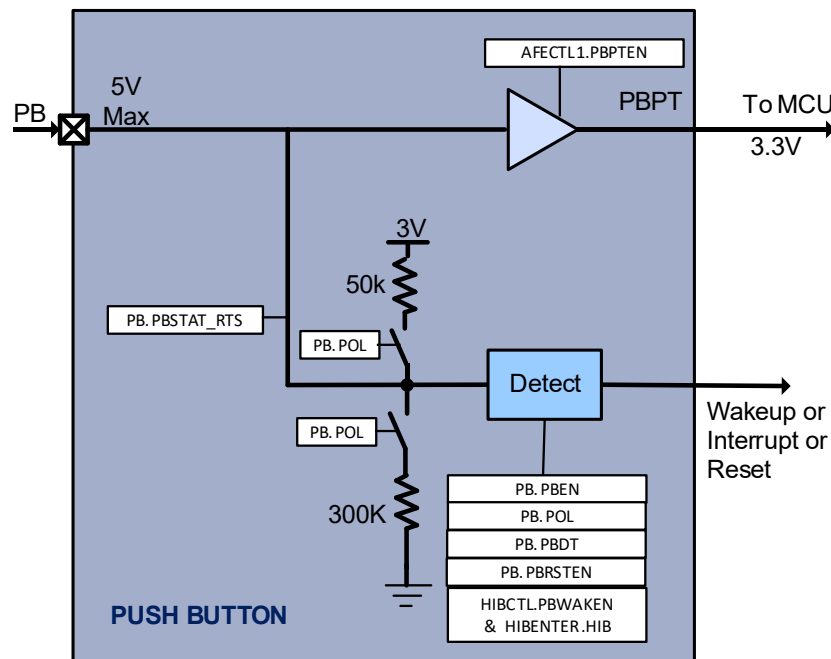 AFECTL1.PBPTEN
5V
Max
PB
PBPT
To MCU
3.3V
3V
50k
PB.PBSTAT_RTS
PB.POL
Detect
PB.POL
Wakeup or
Interrupt or
Reset
300K
PB.PBEN
PB.POL
PB.PBDT
PB.PBRSTEN
HIBCTL.PBWAKEN
& HIBENTER.HIB
PUSH BUTTON